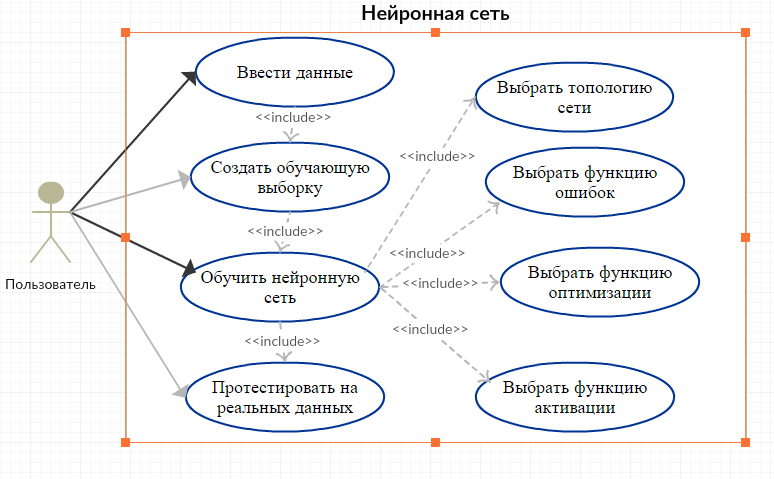 Нейронная сеть
Ввести данные
<<include>>
Создать обучающую
выборку
<<include>>
Обучить нейронную
сеть
<<include>>
Протестировать на
реальных данных
Пользователь
Выбрать топологию
сети
<<include>>
Выбрать функцию
ошибок
<<include>>
Выбрать функцию
оптимизации
<<include>>
<<include>>
Выбрать функцию
активации